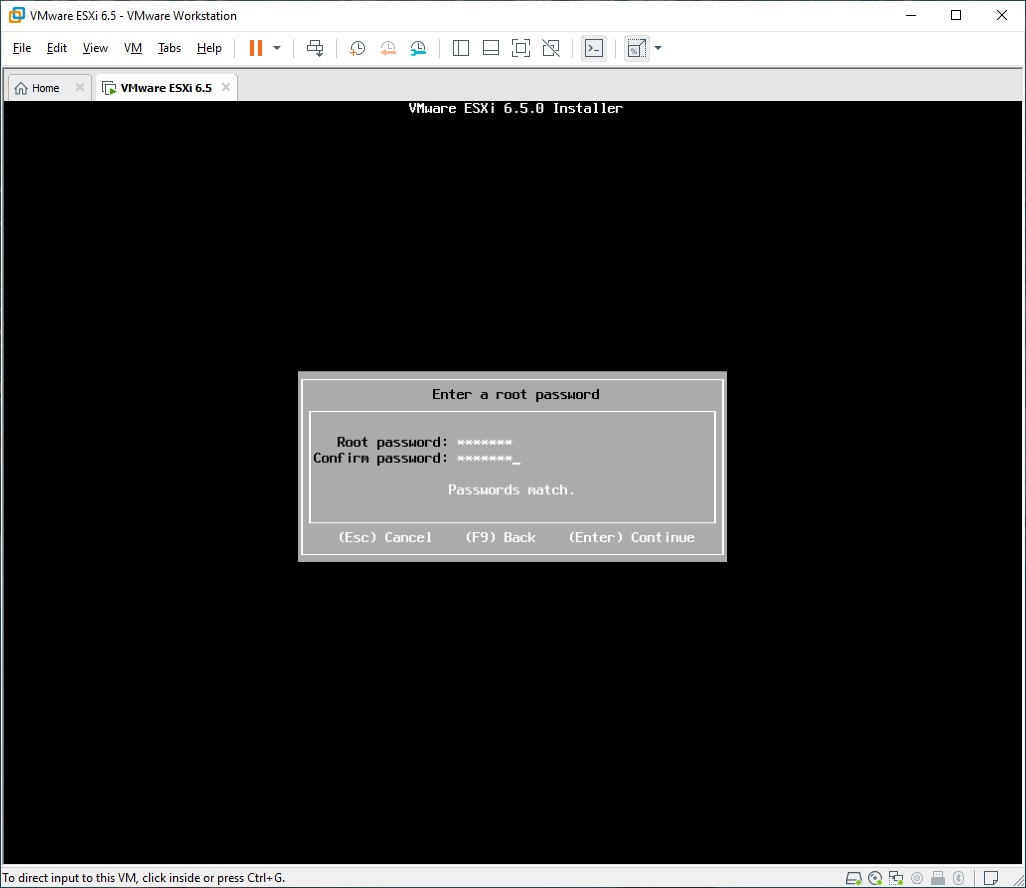 VMware ESXi 6.5 - VMware Workstation
File Edit View VM Tabs Help
Home VMware ESXi 6.5
VMware ESXi 6.5.0 Installer
Enter a root password
Root password: *******
Confirm password: *******_
Passwords match.
(Esc) Cancel (F9) Back (Enter) Continue
To direct input to this VM, click inside or press Ctrl+G.